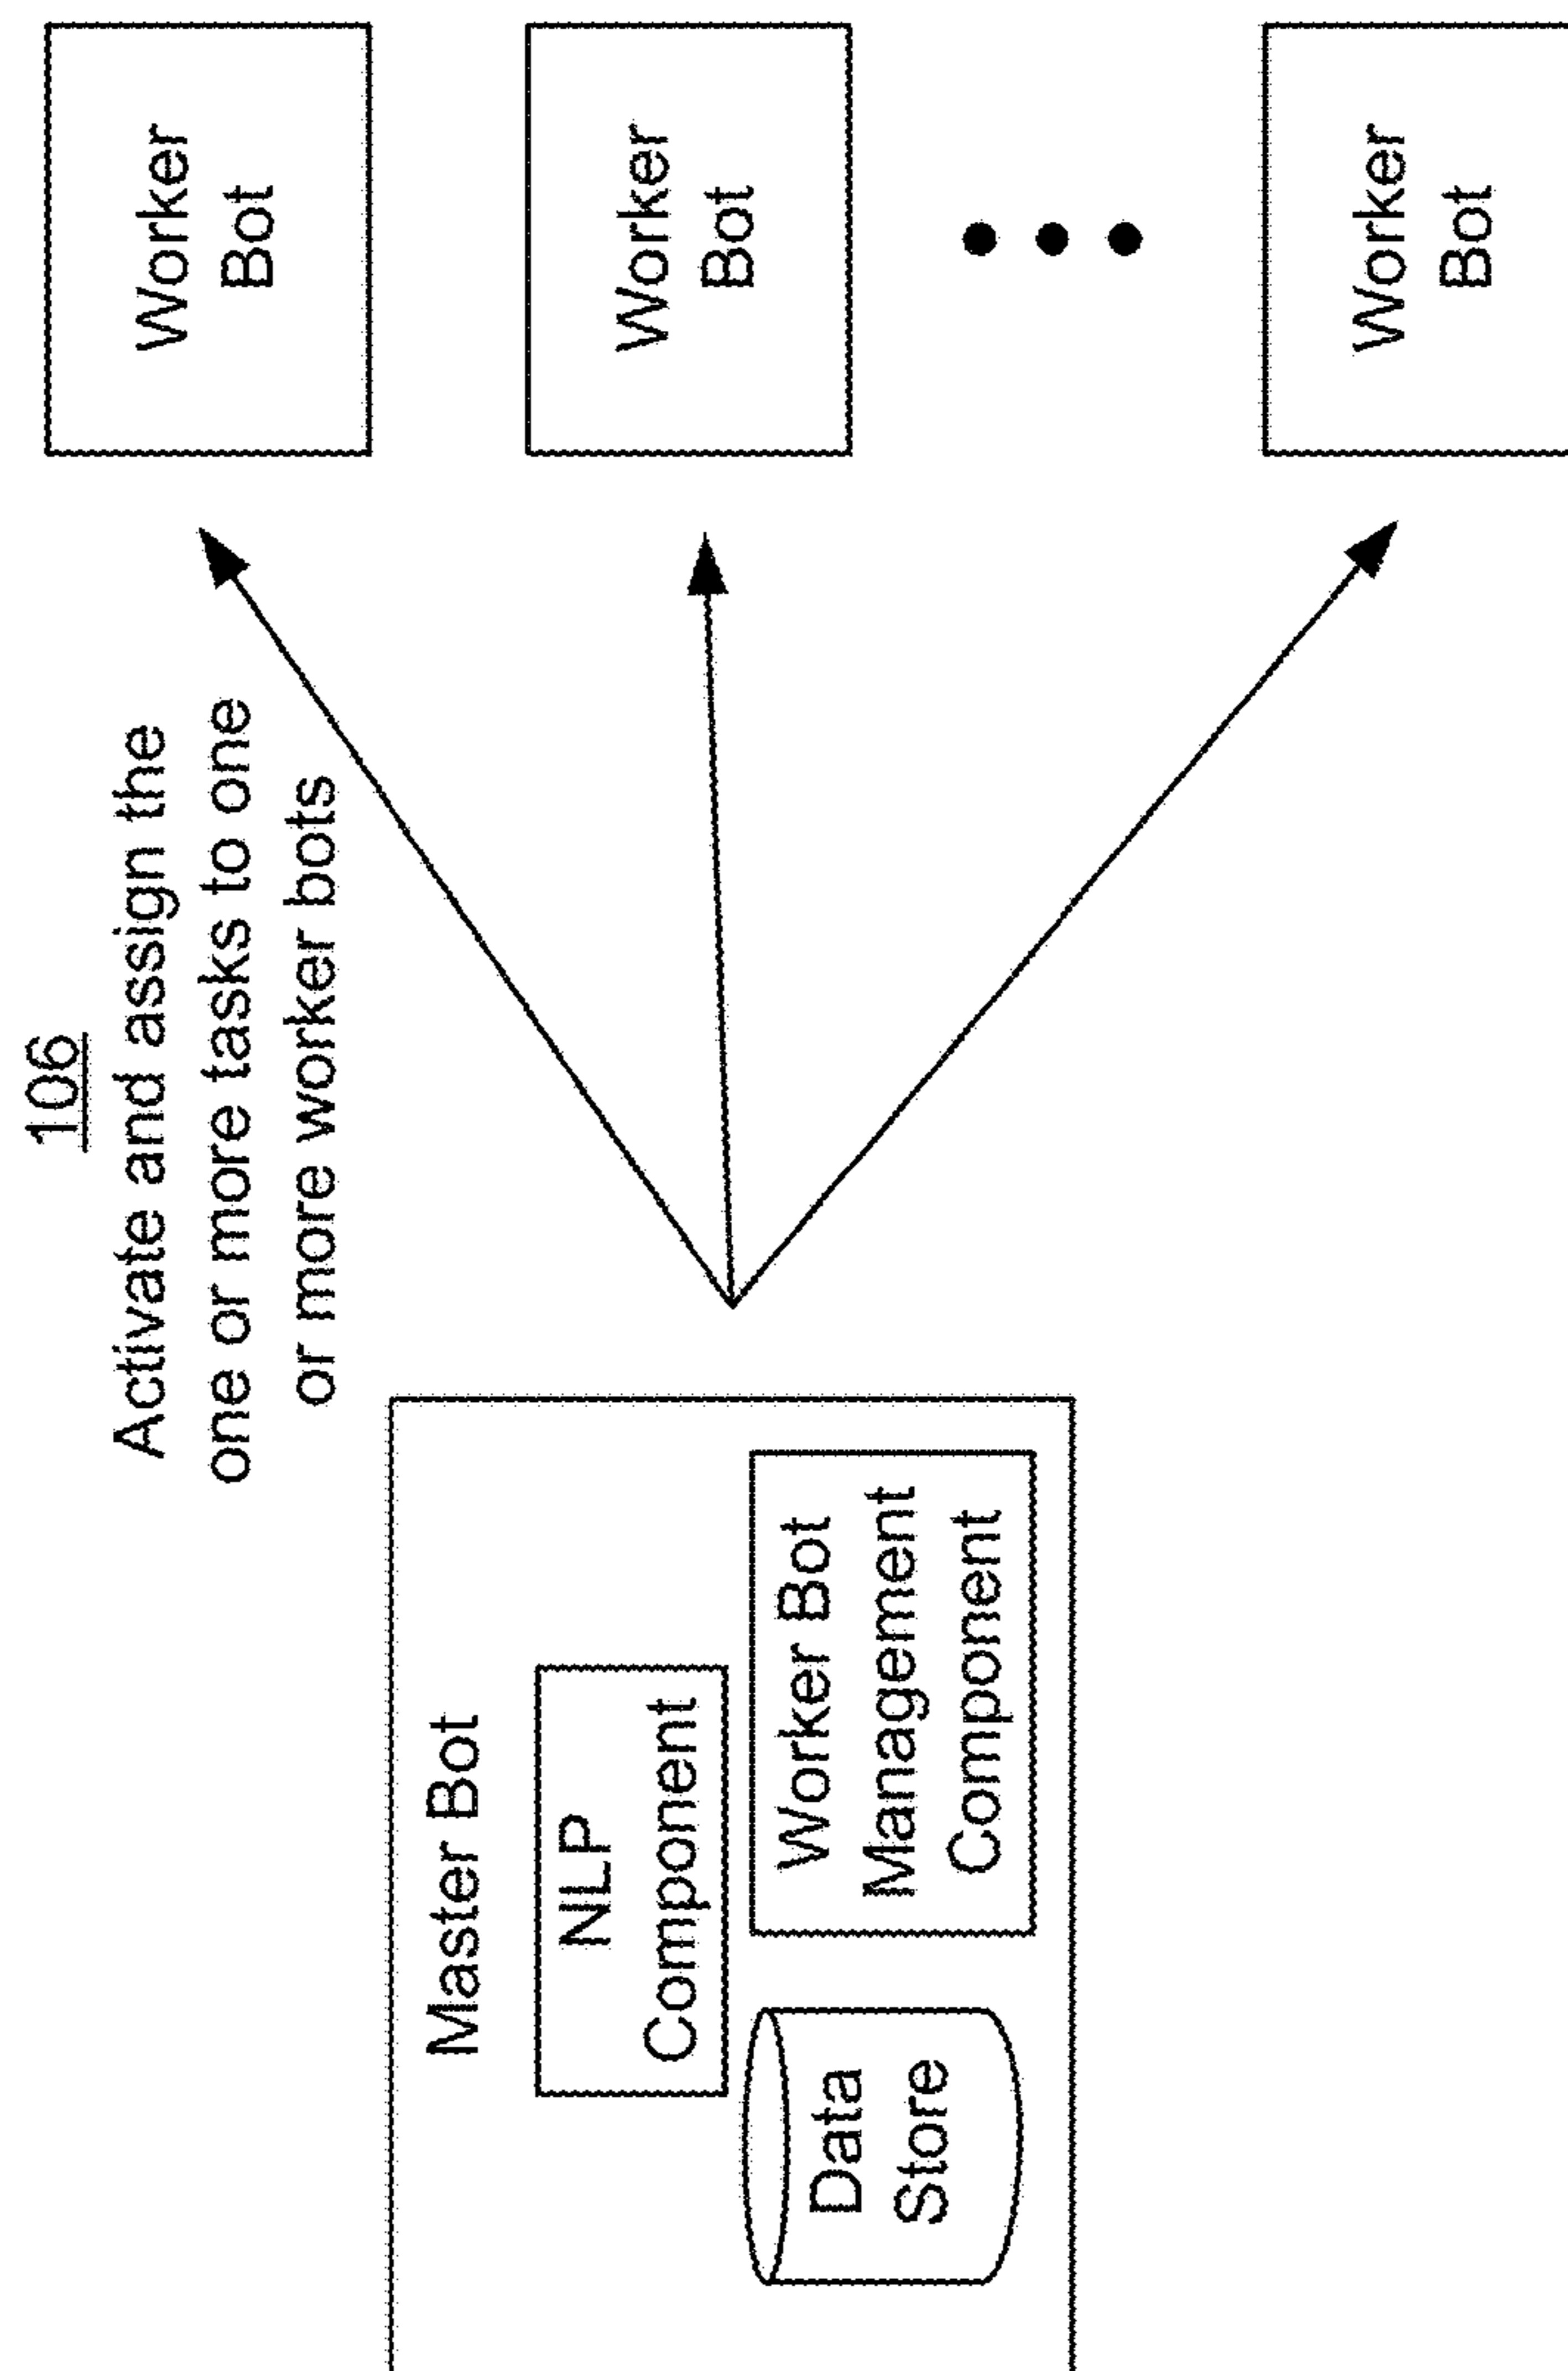 106
Activate and assign the
one or more tasks to one
or more worker bots
Master Bot
NLP
Component
Data
Store
Worker Bot
Management
Component
Worker
Bot
Worker
Bot
Worker
Bot